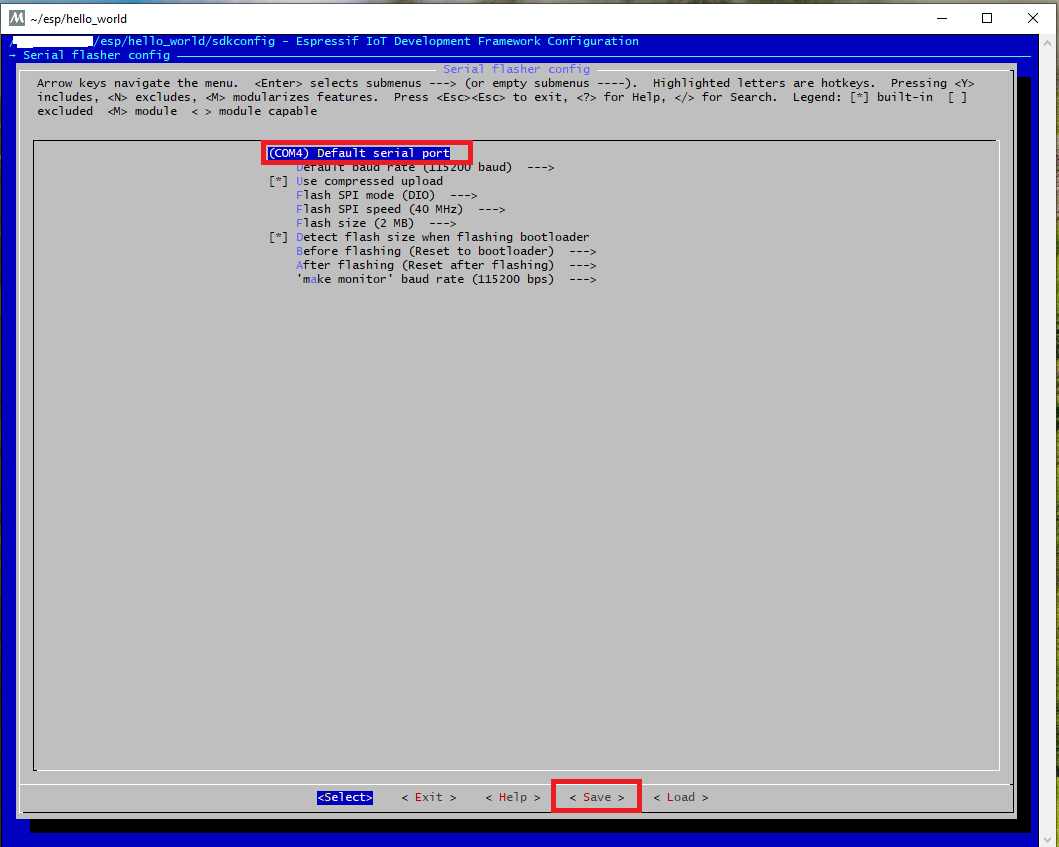 ~/esp/hello_world
/esp/hello_world/sdkconfig - Espressif IoT Development Framework Configuration
→ Serial flasher config
Serial flasher config
Arrow keys navigate the menu.  <Enter> selects submenus ---> (or empty submenus ----).  Highlighted letters are hotkeys.  Pressing <Y>
includes, <N> excludes, <M> modularizes features.  Press <Esc><Esc> to exit, <?> for Help, </> for Search.  Legend: [*] built-in  [ ]
excluded  <M> module  < > module capable
(COM4) Default serial port
Default baud rate (115200 baud)  --->
[*] Use compressed upload
Flash SPI mode (DIO)  --->
Flash SPI speed (40 MHz)  --->
Flash size (2 MB)  --->
[*] Detect flash size when flashing bootloader
Before flashing (Reset to bootloader)  --->
After flashing (Reset after flashing)  --->
'make monitor' baud rate (115200 bps)  --->
<Select>    < Exit >    < Help >    < Save >    < Load >